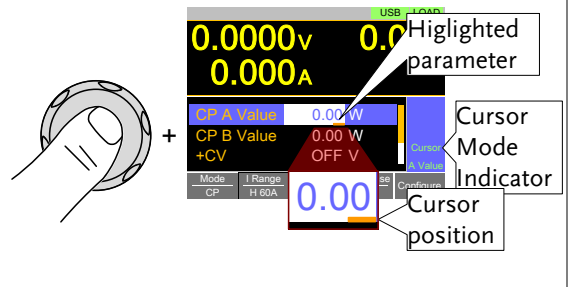 USB LOAD
0.0000V 0.0
0.000A
Higlighted
parameter
CP A Value 0.00 W
CP B Value 0.00 W
+CV OFF V
Cursor
A Value
Cursor
Mode
Indicator
+
Mode
CP
I Range
H 60A
se
Configure
0.00
Cursor
position